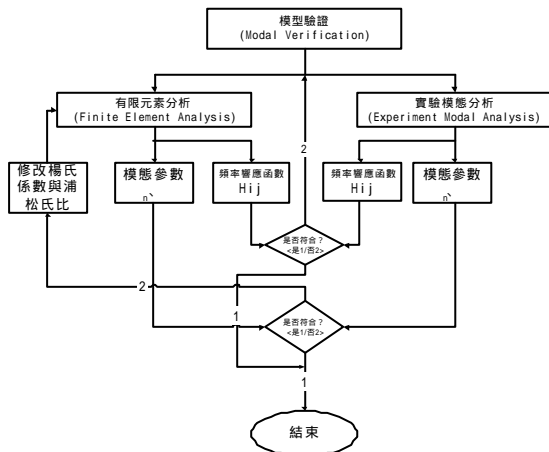 模型驗證
(Modal Verification)
有限元素分析
(Finite Element Analysis)
實驗模態分析
(Experiment Modal Analysis)
2
修改楊氏
係數與浦
松氏比
模態參數
n、
頻率響應函數
Hij
頻率響應函數
Hij
模態參數
n、
是否符合？
<是1/否2>
2
1
是否符合？
<是1/否2>
1
結束